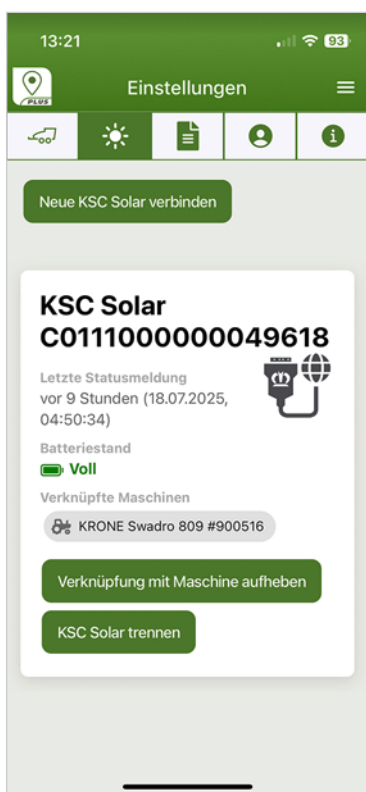 13:21
93
PLUS
Einstellungen
Neue KSC Solar verbinden
KSC Solar
C0111000000049618
Letzte Statusmeldung
vor 9 Stunden (18.07.2025,
04:50:34)
Batteriestand
Voll
Verknüpfte Maschinen
KRONE Swadro 809 #900516
Verknüpfung mit Maschine aufheben
KSC Solar trennen